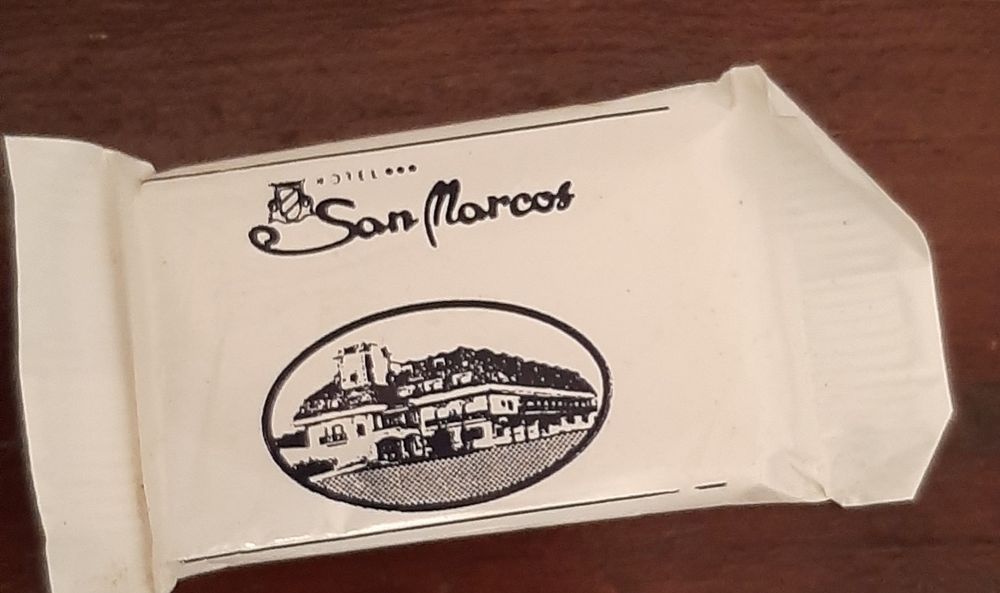 HOTEL •••
San Marcos